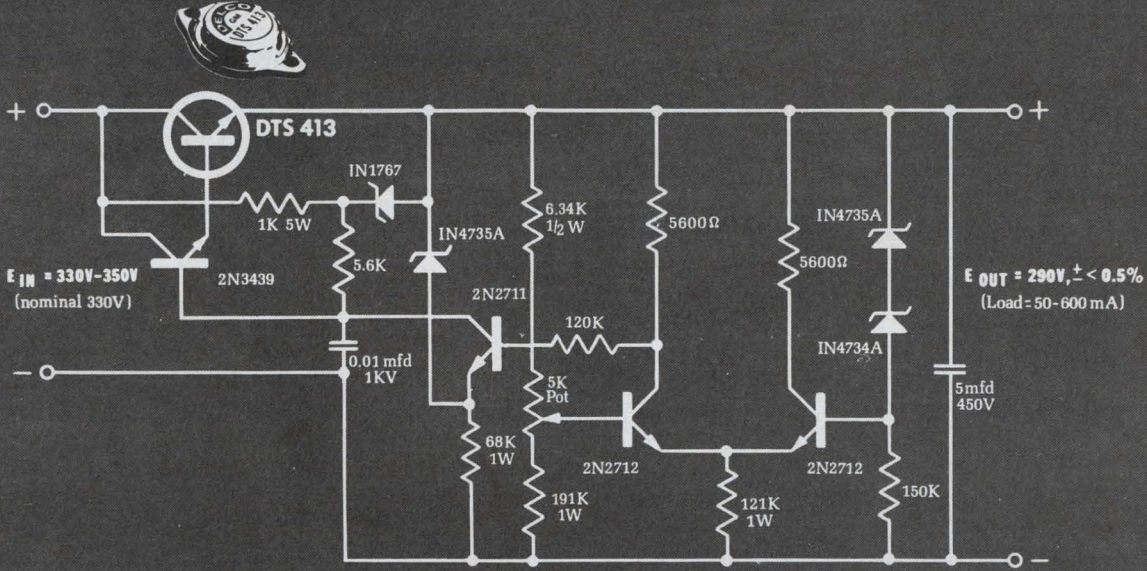 DELCO
GM
DTS 413
+
DTS 413
+
IN1767
1K 5W
6.34K
1/2 W
5600Ω
IN4735A
IN4735A
5600Ω
5.6K
E IN = 330V-350V
(nominal 330V)
2N3439
E OUT = 290V, ± < 0.5%
(Load=50-600 mA)
2N2711
120K
IN4734A
0.01 mfd
1KV
−
5K
Pot
5mfd
450V
68K
1W
2N2712
2N2712
191K
1W
121K
1W
150K
−